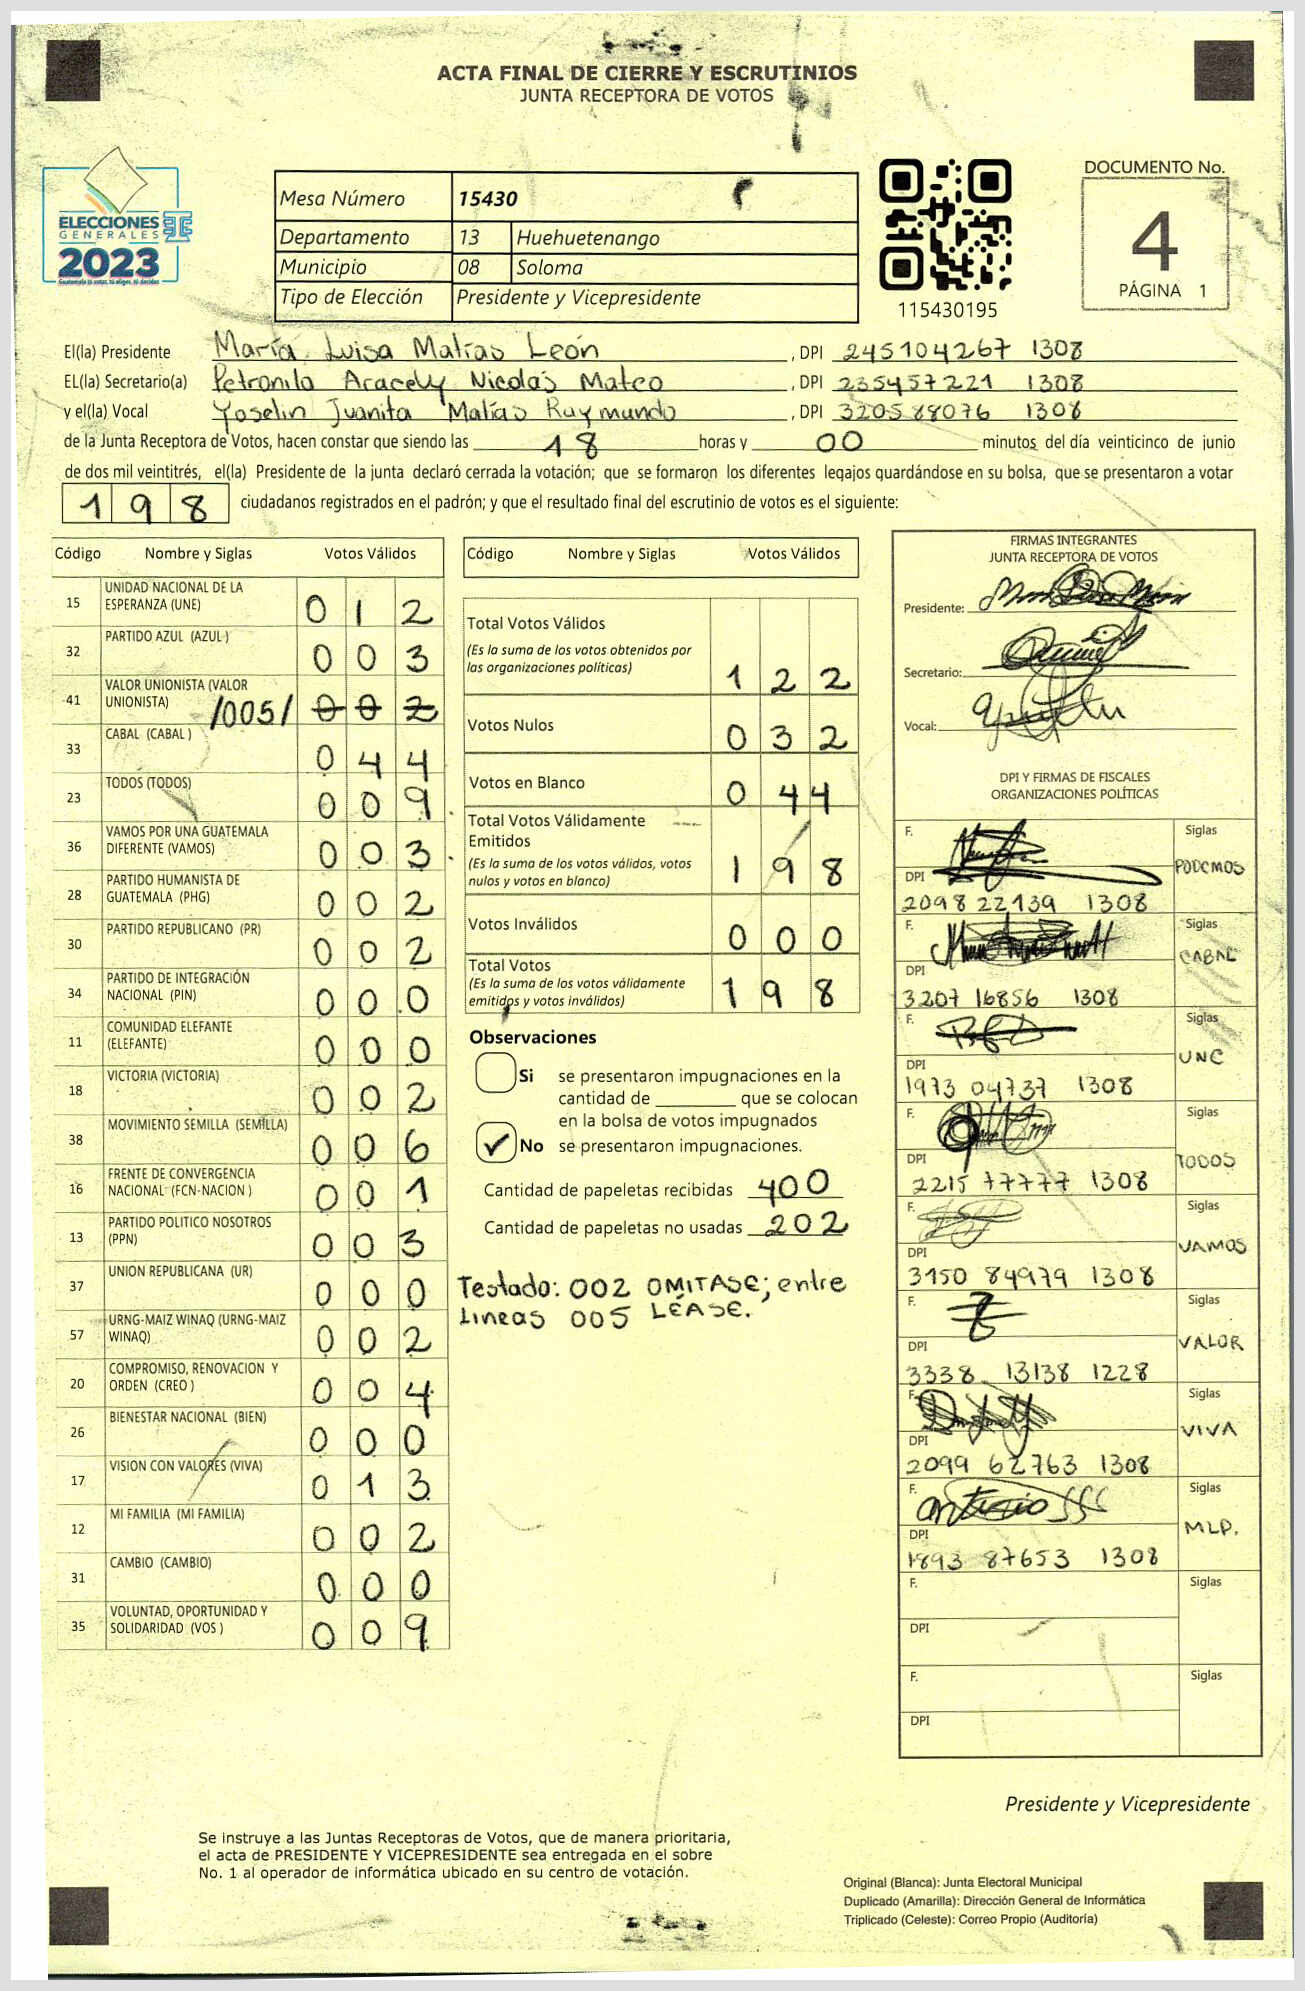 ACTA FINAL DE CIERRE Y ESCRUTINIOS
JUNTA RECEPTORA DE VOTOS
ELECCIONES
GENERALES
2023
Guatemala tú votas, tú eliges, tú decides
Mesa Número 15430
Departamento 13 Huehuetenango
Municipio 08 Soloma
Tipo de Elección Presidente y Vicepresidente
115430195
DOCUMENTO No.
4
PÁGINA 1
El(la) Presidente María Luisa Matías León , DPI 245104267 1308
EL(la) Secretario(a) Petronila Aracely Nicolás Mateo , DPI 235457221 1308
y el(la) Vocal Yoselin Juanita Matías Raymundo , DPI 320588076 1308
de la Junta Receptora de Votos, hacen constar que siendo las 18 horas y 00 minutos del día veinticinco de junio
de dos mil veintitrés, el(la) Presidente de la junta declaró cerrada la votación; que se formaron los diferentes legajos quardándose en su bolsa, que se presentaron a votar
198 ciudadanos registrados en el padrón; y que el resultado final del escrutinio de votos es el siguiente:
Código Nombre y Siglas Votos Válidos
15 UNIDAD NACIONAL DE LA
ESPERANZA (UNE) 0 1 2
32 PARTIDO AZUL (AZUL ) 0 0 3
41 VALOR UNIONISTA (VALOR
UNIONISTA) /005/ 0 0 2
33 CABAL (CABAL ) 0 4 4
23 TODOS (TODOS) 0 0 9
36 VAMOS POR UNA GUATEMALA
DIFERENTE (VAMOS) 0 0 3
28 PARTIDO HUMANISTA DE
GUATEMALA (PHG) 0 0 2
30 PARTIDO REPUBLICANO (PR) 0 0 2
34 PARTIDO DE INTEGRACIÓN
NACIONAL (PIN) 0 0 0
11 COMUNIDAD ELEFANTE
(ELEFANTE) 0 0 0
18 VICTORIA (VICTORIA) 0 0 2
38 MOVIMIENTO SEMILLA (SEMILLA) 0 0 6
16 FRENTE DE CONVERGENCIA
NACIONAL (FCN-NACION ) 0 0 1
13 PARTIDO POLITICO NOSOTROS
(PPN) 0 0 3
37 UNION REPUBLICANA (UR) 0 0 0
57 URNG-MAIZ WINAQ (URNG-MAIZ
WINAQ) 0 0 2
20 COMPROMISO, RENOVACION Y
ORDEN (CREO ) 0 0 4
26 BIENESTAR NACIONAL (BIEN) 0 0 0
17 VISION CON VALORES (VIVA) 0 1 3
12 MI FAMILIA (MI FAMILIA) 0 0 2
31 CAMBIO (CAMBIO) 0 0 0
35 VOLUNTAD, OPORTUNIDAD Y
SOLIDARIDAD (VOS ) 0 0 9
Código Nombre y Siglas Votos Válidos
Total Votos Válidos
(Es la suma de los votos obtenidos por
las organizaciones políticas) 1 2 2
Votos Nulos 0 3 2
Votos en Blanco 0 4 4
Total Votos Válidamente
Emitidos
(Es la suma de los votos válidos, votos
nulos y votos en blanco) 1 9 8
Votos Inválidos 0 0 0
Total Votos
(Es la suma de los votos válidamente
emitidos y votos inválidos) 1 9 8
Observaciones
Si se presentaron impugnaciones en la
cantidad de ________ que se colocan
en la bolsa de votos impugnados
✓ No se presentaron impugnaciones.
Cantidad de papeletas recibidas 400
Cantidad de papeletas no usadas 202
Testado: 002 OMITASE; entre
Lineas 005 LÉASE.
FIRMAS INTEGRANTES
JUNTA RECEPTORA DE VOTOS
Presidente:
Secretario:
Vocal:
DPI Y FIRMAS DE FISCALES
ORGANIZACIONES POLÍTICAS
F. Siglas
PODEMOS
DPI
2098 22139 1308
F. Siglas
CABAL
DPI
3207 16856 1308
F. Siglas
UNE
DPI
1973 04737 1308
F. Siglas
TODOS
DPI
2215 77777 1308
F. Siglas
VAMOS
DPI
3150 84979 1308
F. Siglas
VALOR
DPI
3338 13138 1228
F. Siglas
VIVA
DPI
2099 62763 1308
F. Siglas
MLP.
DPI
1893 87653 1308
F. Siglas
DPI
F. Siglas
DPI
Presidente y Vicepresidente
Se instruye a las Juntas Receptoras de Votos, que de manera prioritaria,
el acta de PRESIDENTE Y VICEPRESIDENTE sea entregada en el sobre
No. 1 al operador de informática ubicado en su centro de votación.
Original (Blanca): Junta Electoral Municipal
Duplicado (Amarilla): Dirección General de Informática
Triplicado (Celeste): Correo Propio (Auditoría)